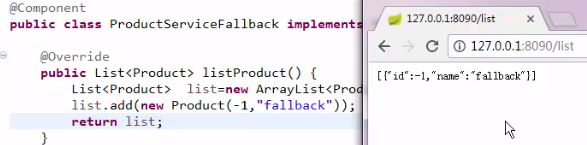 @Component
public class ProductServiceFallback implements
@Override
public List<Product> listProduct() {
List<Product> list=new ArrayList<Prod
list.add(new Product(-1,"fallback"));
return list;
}
127.0.0.1:8090/list
127.0.0.1:8090/list
[{"id":-1,"name":"fallback"}]